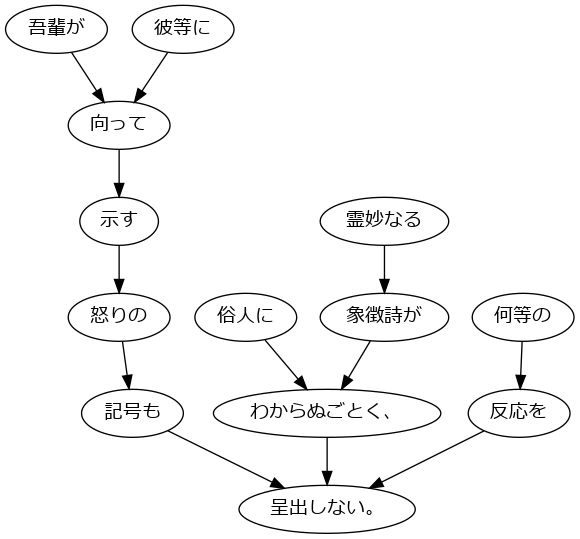 吾輩が 彼等に
向って
示す 霊妙なる
怒りの 俗人に 象徴詩が 何等の
記号も わからぬごとく、 反応を
呈出しない。